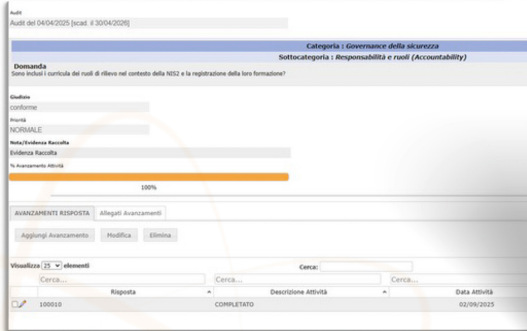 Audit
Audit del 04/04/2025 [scad. il 30/04/2026]
Categoria : Governance della sicurezza
Sottocategoria : Responsabilità e ruoli (Accountability)
Domanda
Sono inclusi i curricula dei ruoli di rilievo nel contesto della NIS2 e la registrazione della loro formazione?
Giudizio
conforme
Priorità
NORMALE
Nota/Evidenza Raccolta
Evidenza Raccolta
% Avanzamento Attività
100%
AVANZAMENTI RISPOSTA Allegati Avanzamenti
Aggiungi Avanzamento Modifica Elimina
Visualizza 25 elementi Cerca:
Cerca... Cerca... Cerca...
Risposta Descrizione Attività Data Attività
100010 COMPLETATO 02/09/2025